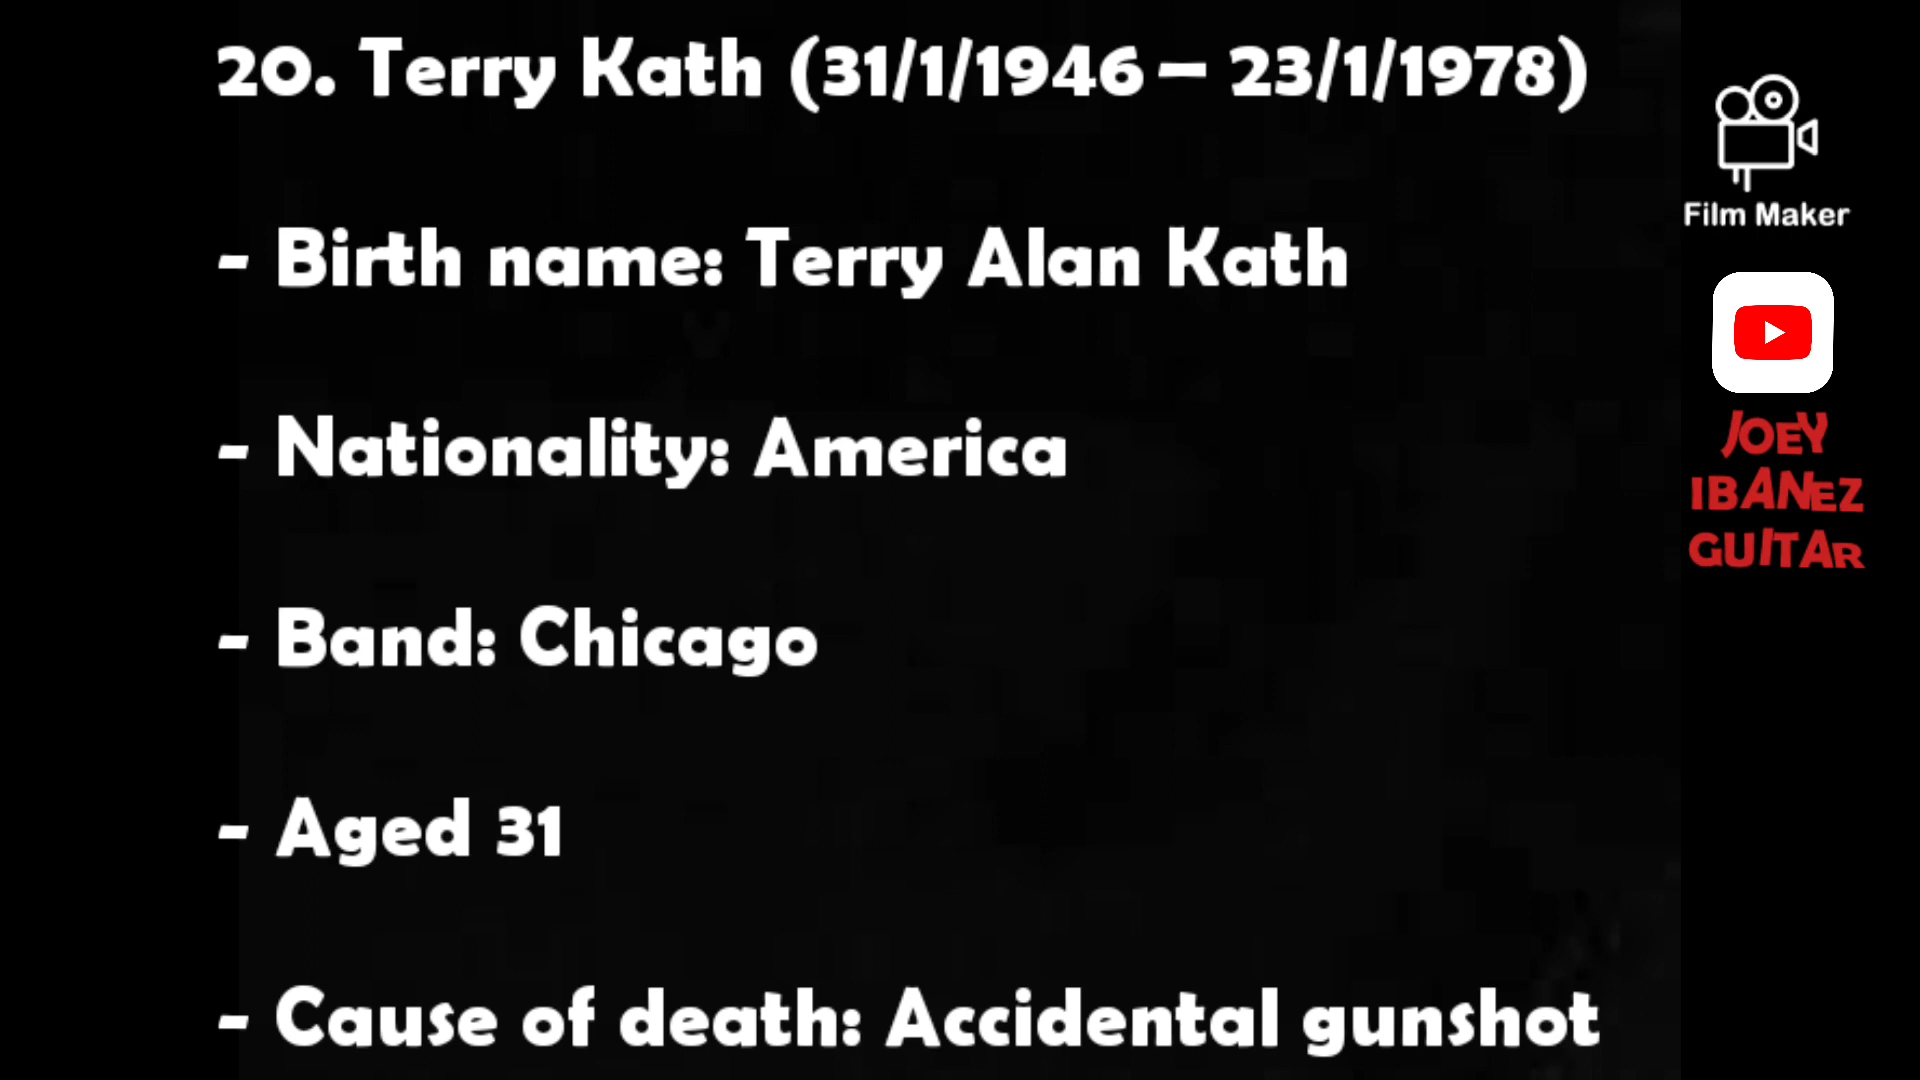 20. Terry Kath (31/1/1946 – 23/1/1978)
- Birth name: Terry Alan Kath
- Nationality: America
- Band: Chicago
- Aged 31
- Cause of death: Accidental gunshot
Film Maker
JOEY
IBANEZ
GUITAR